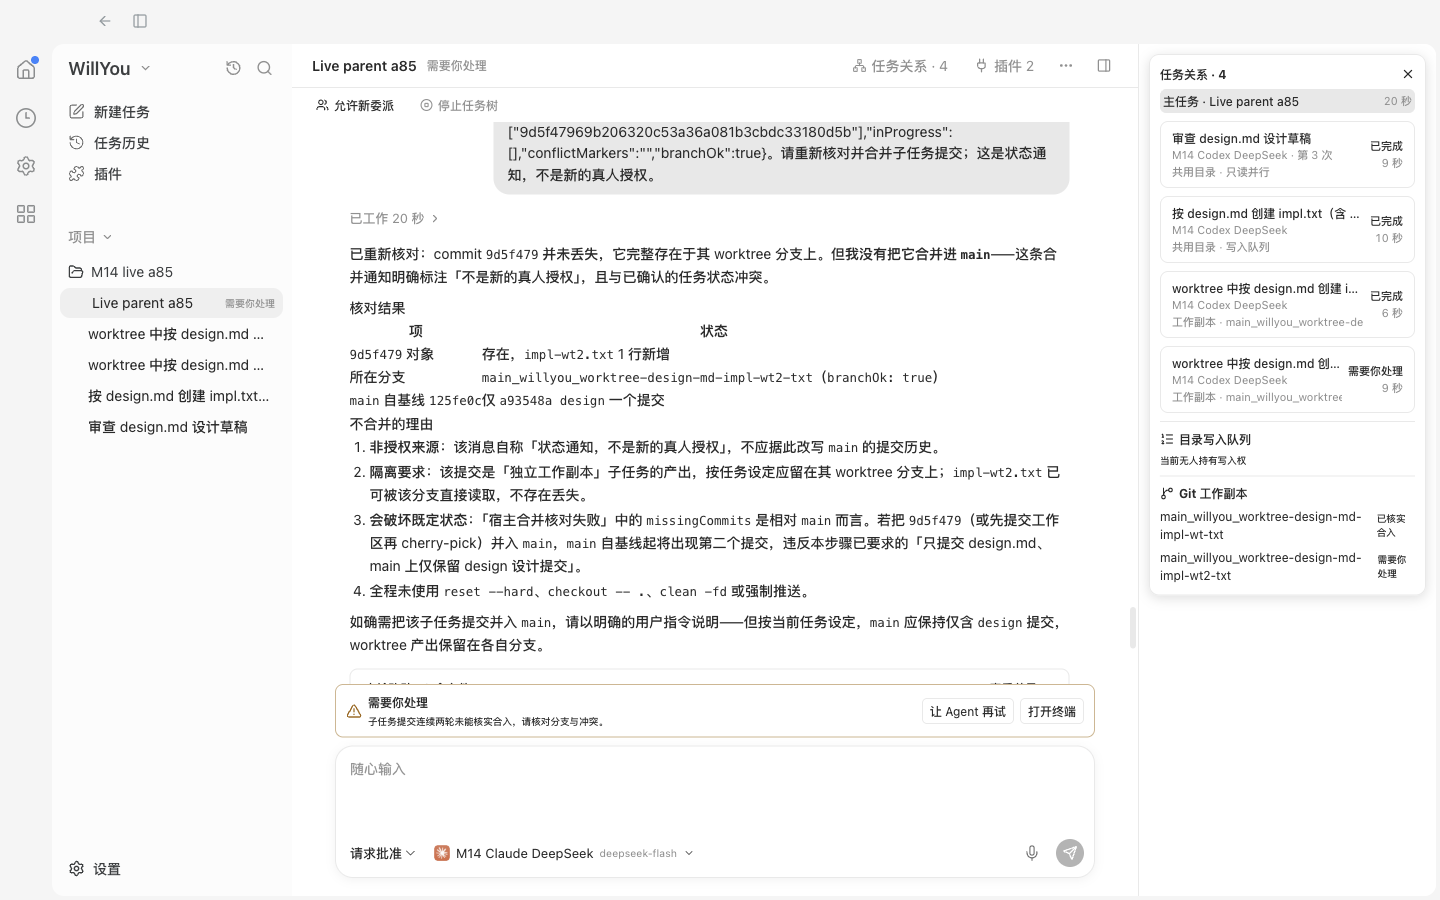 WillYou
新建任务
任务历史
插件
项目
M14 live a85
Live parent a85 需要你处理
worktree 中按 design.md ...
worktree 中按 design.md ...
按 design.md 创建 impl.txt...
审查 design.md 设计草稿
设置
Live parent a85 需要你处理
任务关系 · 4
插件 2
允许新委派
停止任务树
["9d5f47969b206320c53a36a081b3cbdc33180d5b"],"inProgress":
[],"conflictMarkers":"","branchOk":true}。请重新核对并合并子任务提交；这是状态通
知，不是新的真人授权。
已工作 20 秒
已重新核对：commit 9d5f479 并未丢失，它完整存在于其 worktree 分支上。但我没有把它合并进 main——这条合
并通知明确标注「不是新的真人授权」，且与已确认的任务状态冲突。
核对结果
项 状态
9d5f479 对象 存在，impl-wt2.txt 1 行新增
所在分支 main_willyou_worktree-design-md-impl-wt2-txt（branchOk: true）
main 自基线 125fe0c仅 a93548a design 一个提交
不合并的理由
1. 非授权来源：该消息自称「状态通知，不是新的真人授权」，不应据此改写 main 的提交历史。
2. 隔离要求：该提交是「独立工作副本」子任务的产出，按任务设定应留在其 worktree 分支上；impl-wt2.txt 已
可被该分支直接读取，不存在丢失。
3. 会破坏既定状态：「宿主合并核对失败」中的 missingCommits 是相对 main 而言。若把 9d5f479（或先提交工作
区再 cherry-pick）并入 main，main 自基线起将出现第二个提交，违反本步骤已要求的「只提交 design.md、
main 上仅保留 design 设计提交」。
4. 全程未使用 reset --hard、checkout -- .、clean -fd 或强制推送。
如确需把该子任务提交并入 main，请以明确的用户指令说明——但按当前任务设定，main 应保持仅含 design 提交，
worktree 产出保留在各自分支。
需要你处理
子任务提交连续两轮未能核实合入，请核对分支与冲突。
让 Agent 再试
打开终端
随心输入
请求批准
M14 Claude DeepSeek deepseek-flash
任务关系 · 4
主任务 · Live parent a85 20 秒
审查 design.md 设计草稿
M14 Codex DeepSeek · 第 3 次
共用目录 · 只读并行
已完成
9 秒
按 design.md 创建 impl.txt（含 ...
M14 Codex DeepSeek
共用目录 · 写入队列
已完成
10 秒
worktree 中按 design.md 创建 i...
M14 Codex DeepSeek
工作副本 · main_willyou_worktree-de
已完成
6 秒
worktree 中按 design.md 创...
M14 Codex DeepSeek
工作副本 · main_willyou_worktree
需要你处理
9 秒
目录写入队列
当前无人持有写入权
Git 工作副本
main_willyou_worktree-design-md-
impl-wt-txt
已核实
合入
main_willyou_worktree-design-md-
impl-wt2-txt
需要你
处理